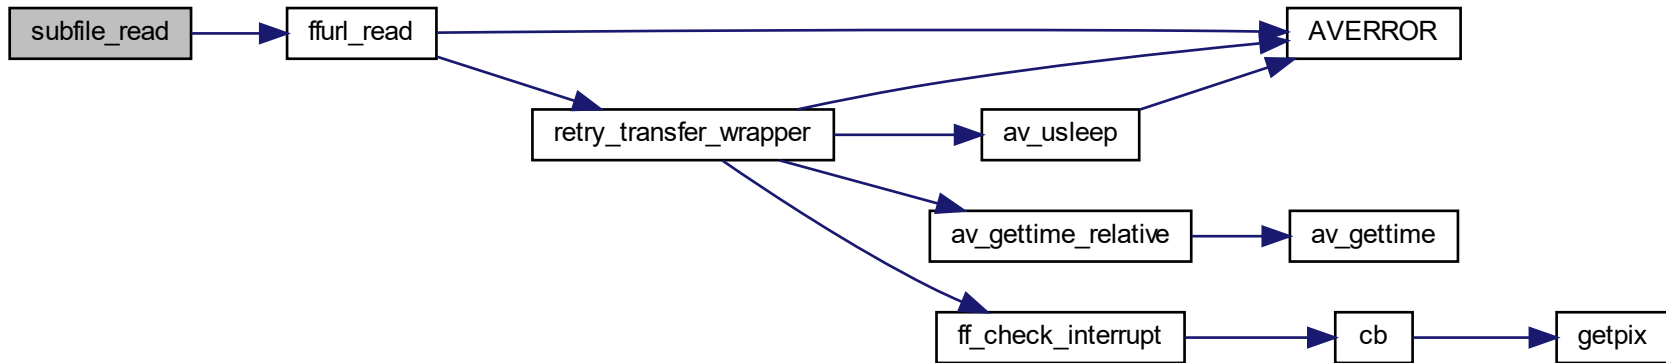 subfile_read
ffurl_read
AVERROR
retry_transfer_wrapper
av_usleep
av_gettime_relative
av_gettime
ff_check_interrupt
cb
getpix